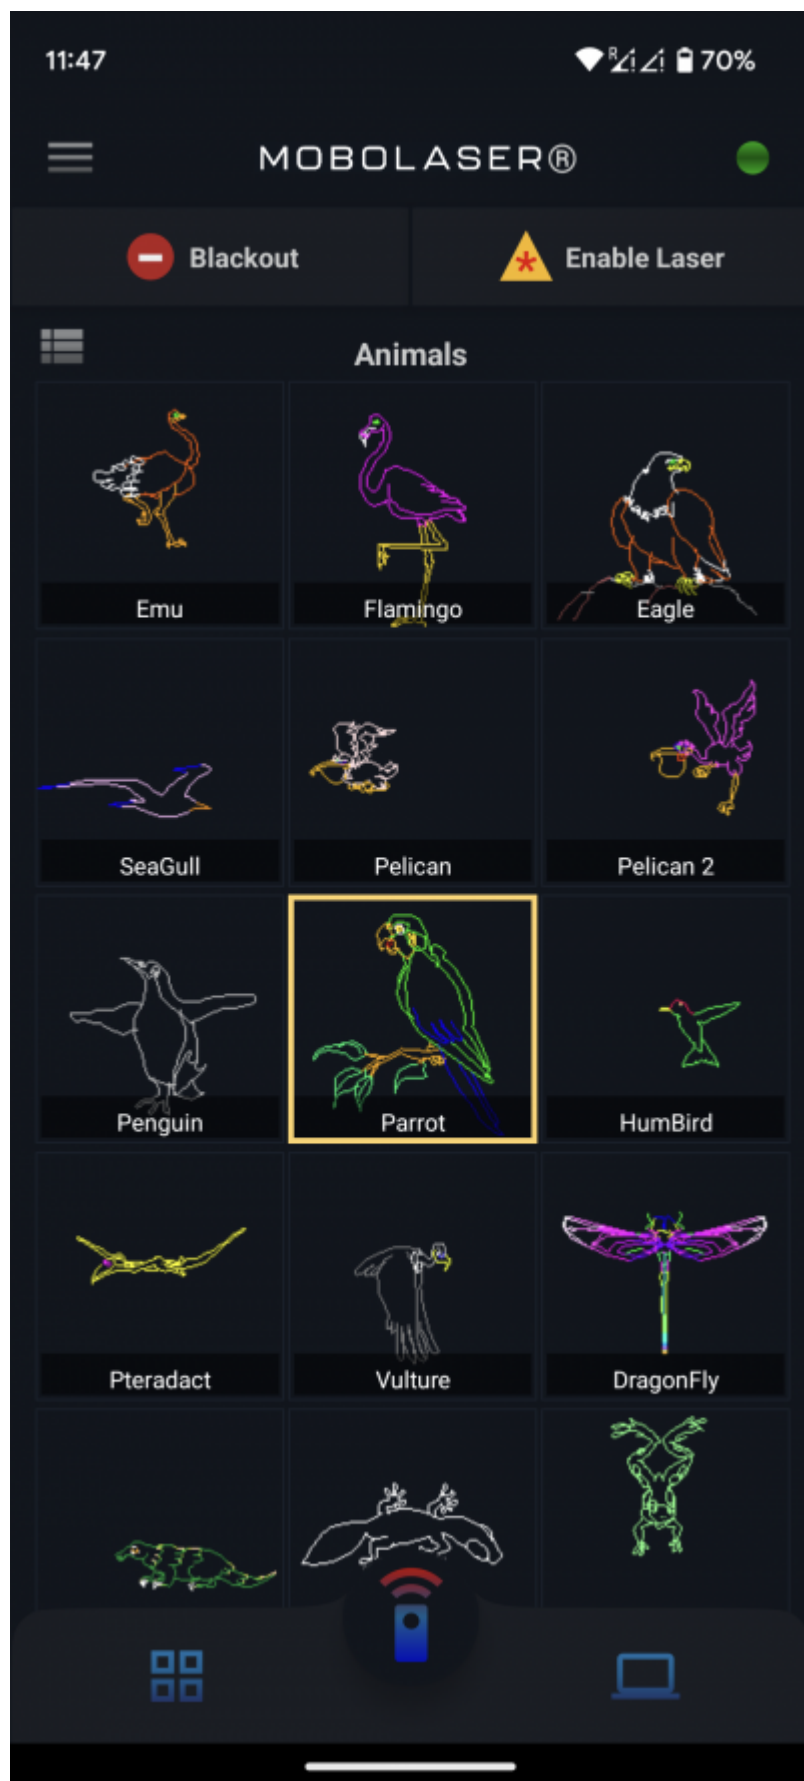 11:47
R 70%
MOBOLASER®
Blackout
Enable Laser
Animals
Emu
Flamingo
Eagle
SeaGull
Pelican
Pelican 2
Penguin
Parrot
HumBird
Pteradact
Vulture
DragonFly